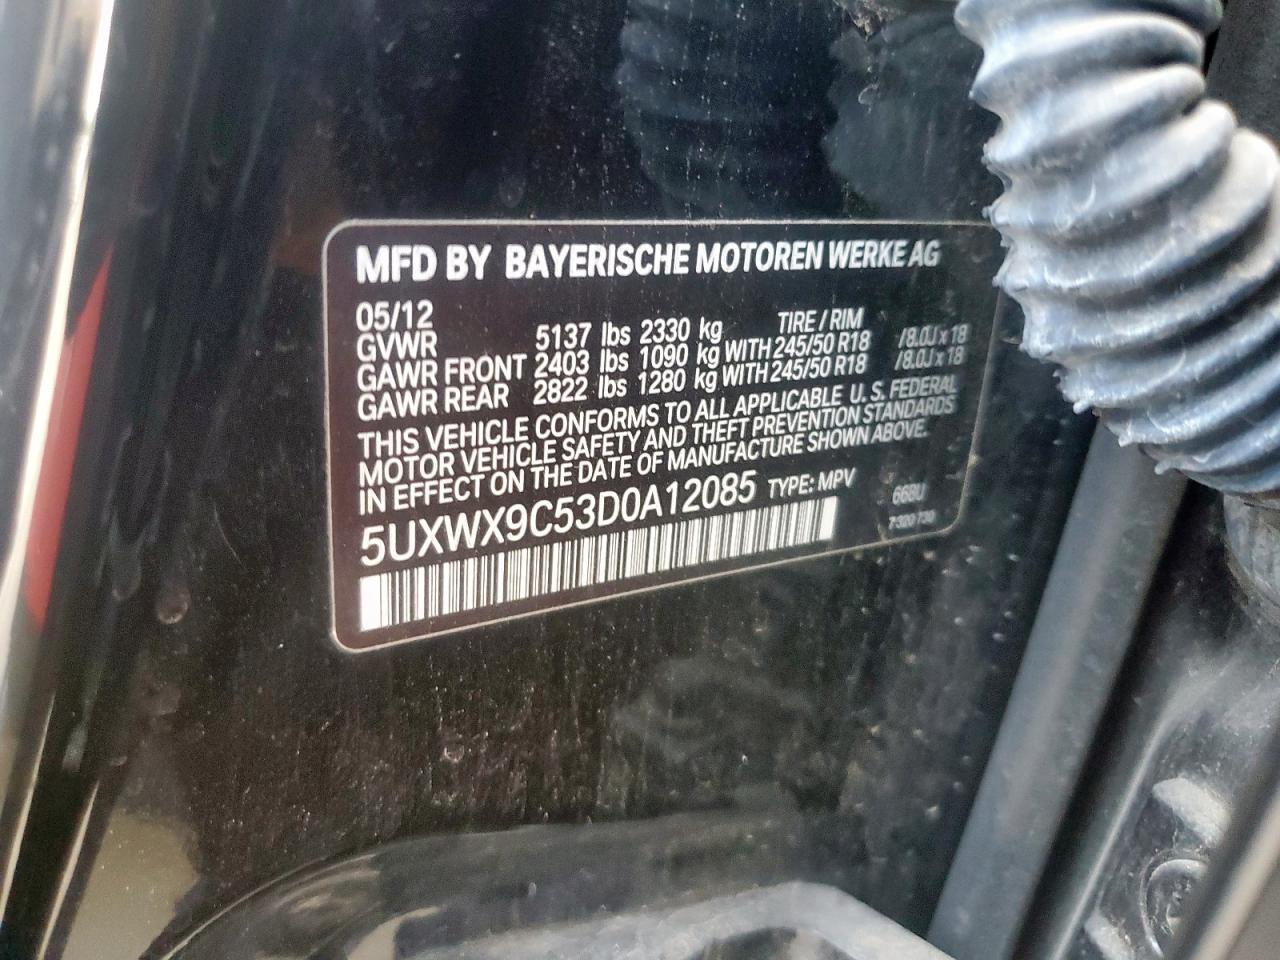 MFD BY BAYERISCHE MOTOREN WERKE AG
05/12 TIRE / RIM
GVWR 5137 lbs 2330 kg
GAWR FRONT 2403 lbs 1090 kg WITH 245/50 R18 /8.0J x 18
GAWR REAR 2822 lbs 1280 kg WITH 245/50 R18 /8.0J x 18
THIS VEHICLE CONFORMS TO ALL APPLICABLE U. S. FEDERAL
MOTOR VEHICLE SAFETY AND THEFT PREVENTION STANDARDS
IN EFFECT ON THE DATE OF MANUFACTURE SHOWN ABOVE.
5UXWX9C53D0A12085 TYPE: MPV 668U
7 320 730